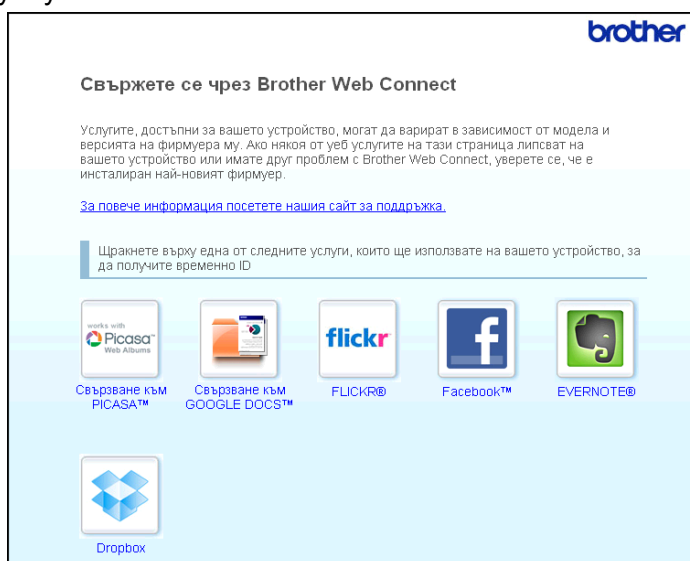 brother
Свържете се чрез Brother Web Connect
Услугите, достъпни за вашето устройство, могат да варират в зависимост от модела и
версията на фирмуера му. Ако някоя от уеб услугите на тази страница липсват на
вашето устройство или имате друг проблем с Brother Web Connect, уверете се, че е
инсталиран най-новият фирмуер.
За повече информация посетете нашия сайт за поддръжка.
Щракнете върху една от следните услуги, които ще използвате на вашето устройство, за
да получите временно ID
works with
Picasa™
Web Albums
flickr
f
Свързване към
PICASA™
Свързване към
GOOGLE DOCS™
FLICKR®
Facebook™
EVERNOTE®
Dropbox